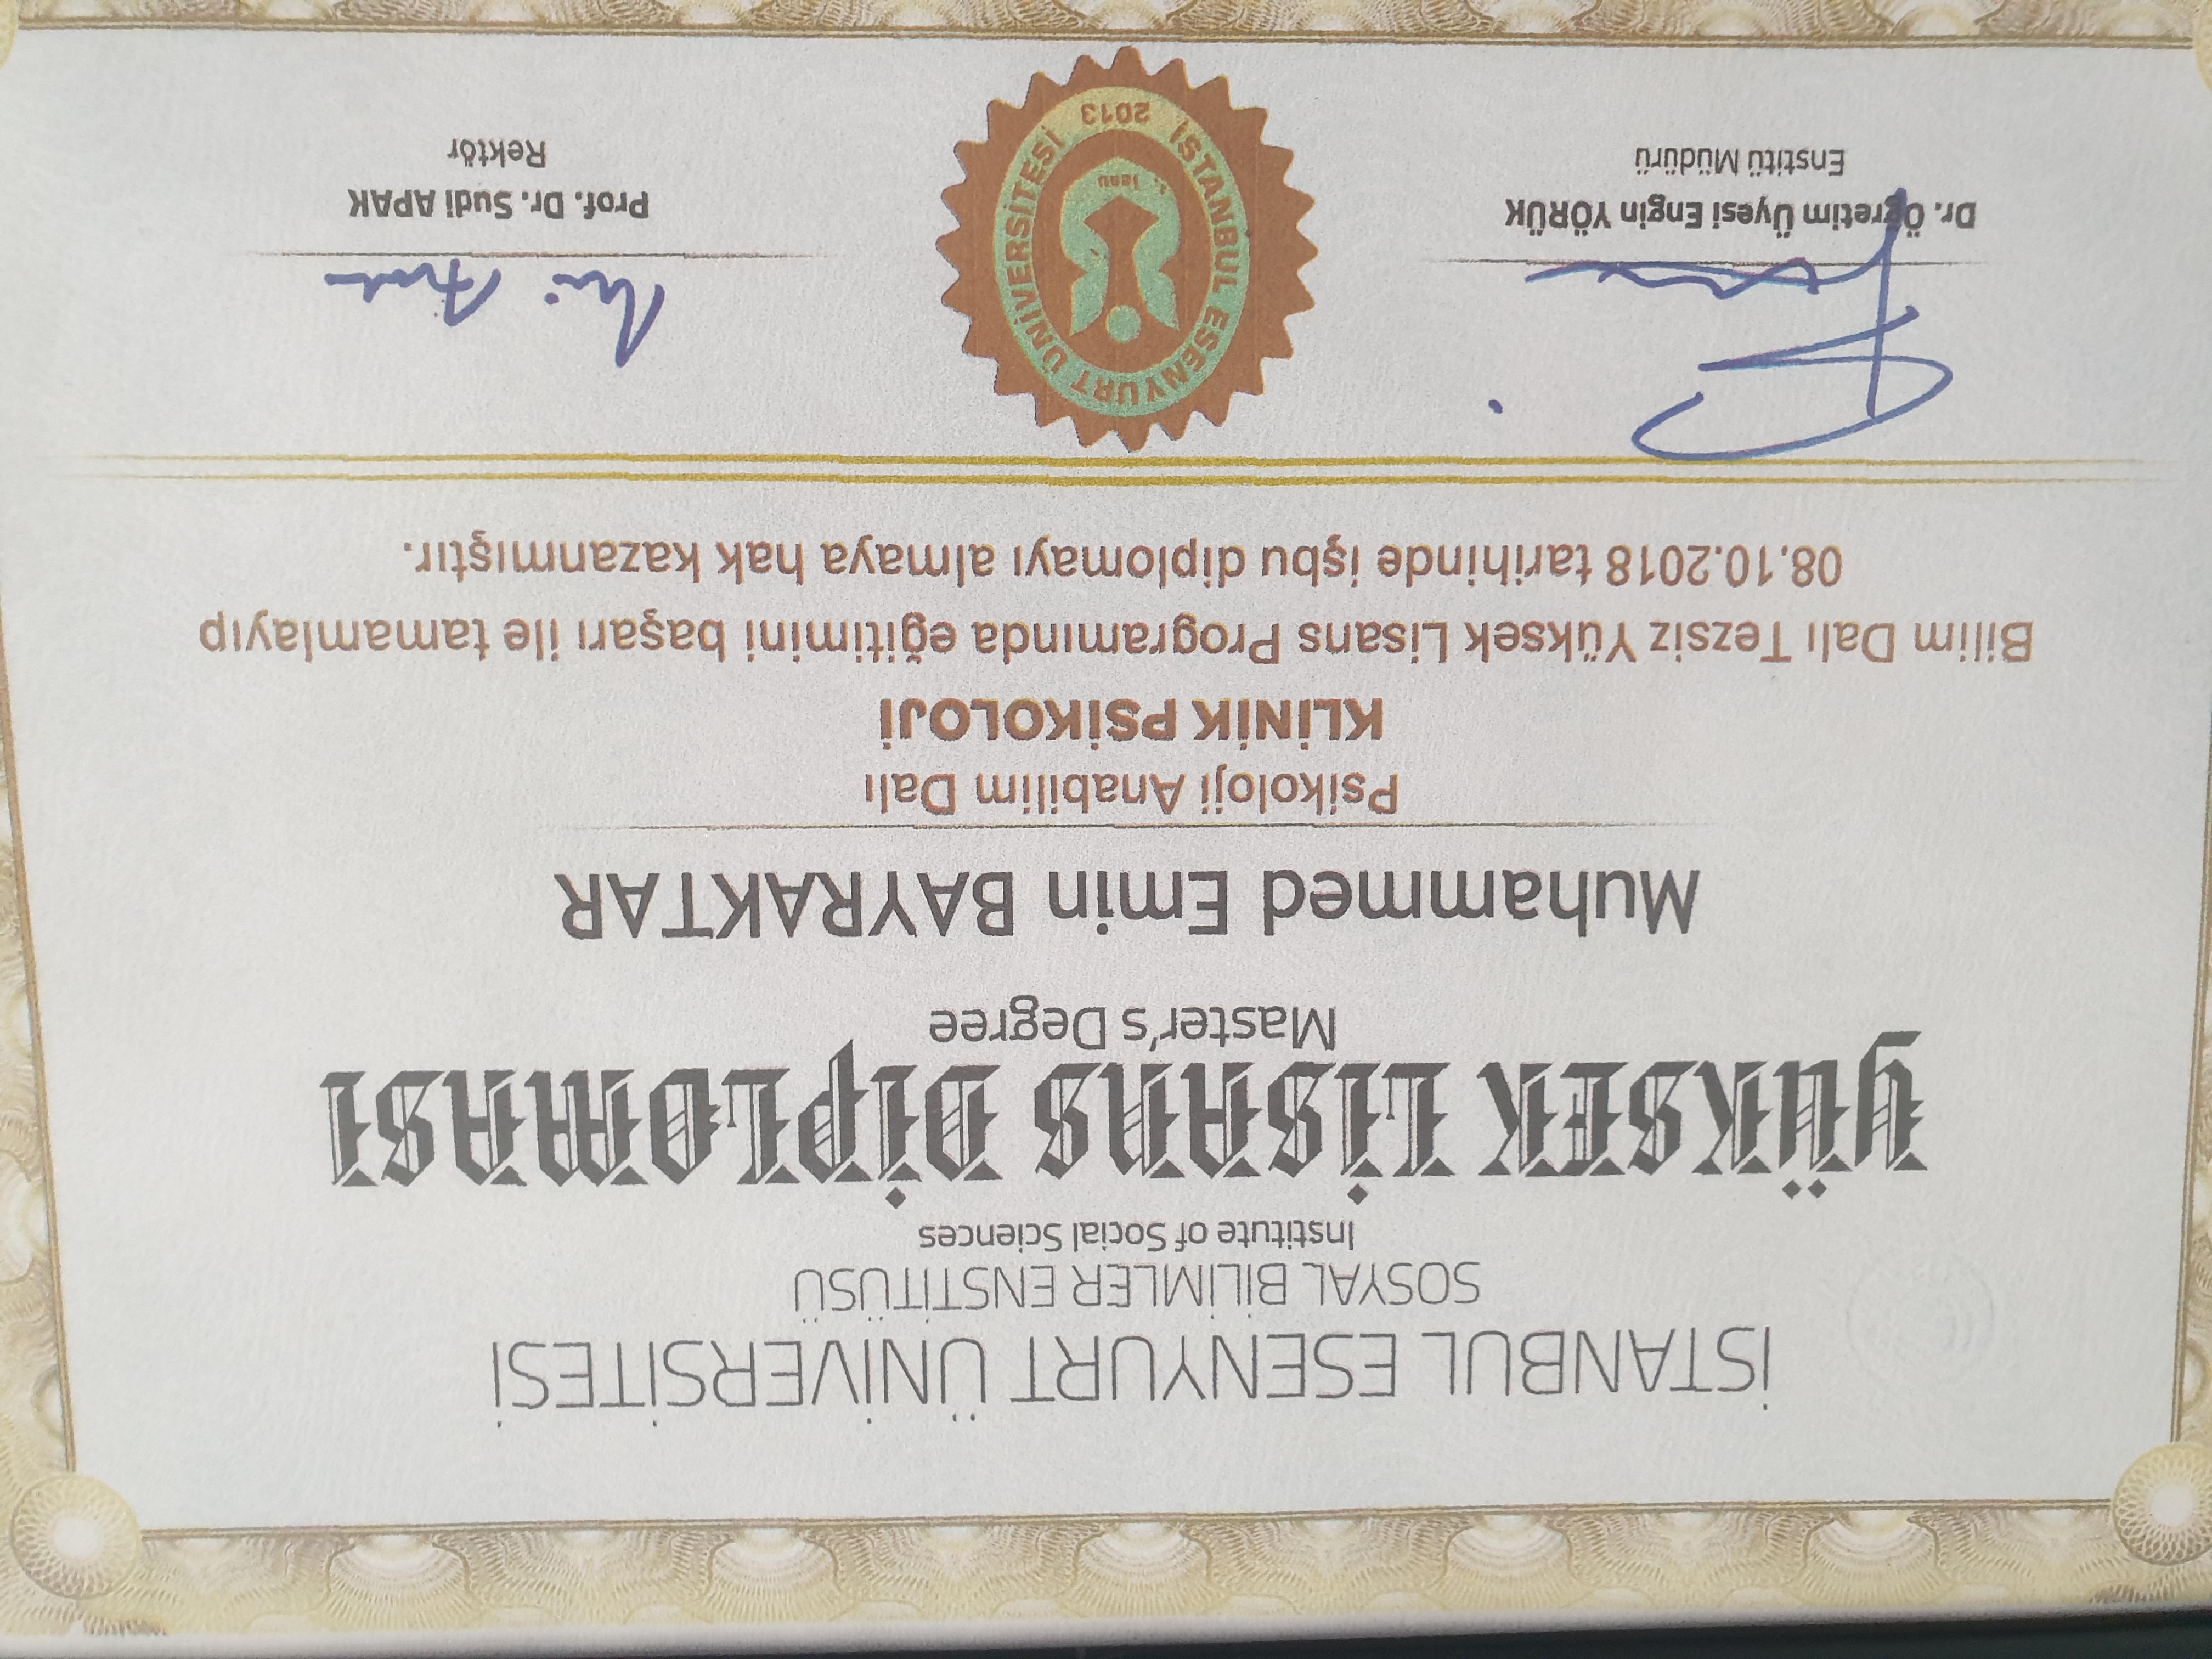 İSTANBUL ESENYURT ÜNİVERSİTESİ
SOSYAL BİLİMLER ENSTİTÜSÜ
Institute of Social Sciences
YÜKSEK LİSANS DİPLOMASI
Master's Degree
Muhammed Emin BAYRAKTAR
Psikoloji Anabilim Dalı
KLİNİK PSİKOLOJİ
Bilim Dalı Tezsiz Yüksek Lisans Programında eğitimini başarı ile tamamlayıp
08.10.2018 tarihinde işbu diplomayı almaya hak kazanmıştır.
Dr. Öğretim Üyesi Engin YÖRÜK
Enstitü Müdürü
İSTANBUL ESENYURT ÜNİVERSİTESİ
2013
Prof. Dr. Sudi APAK
Rektör